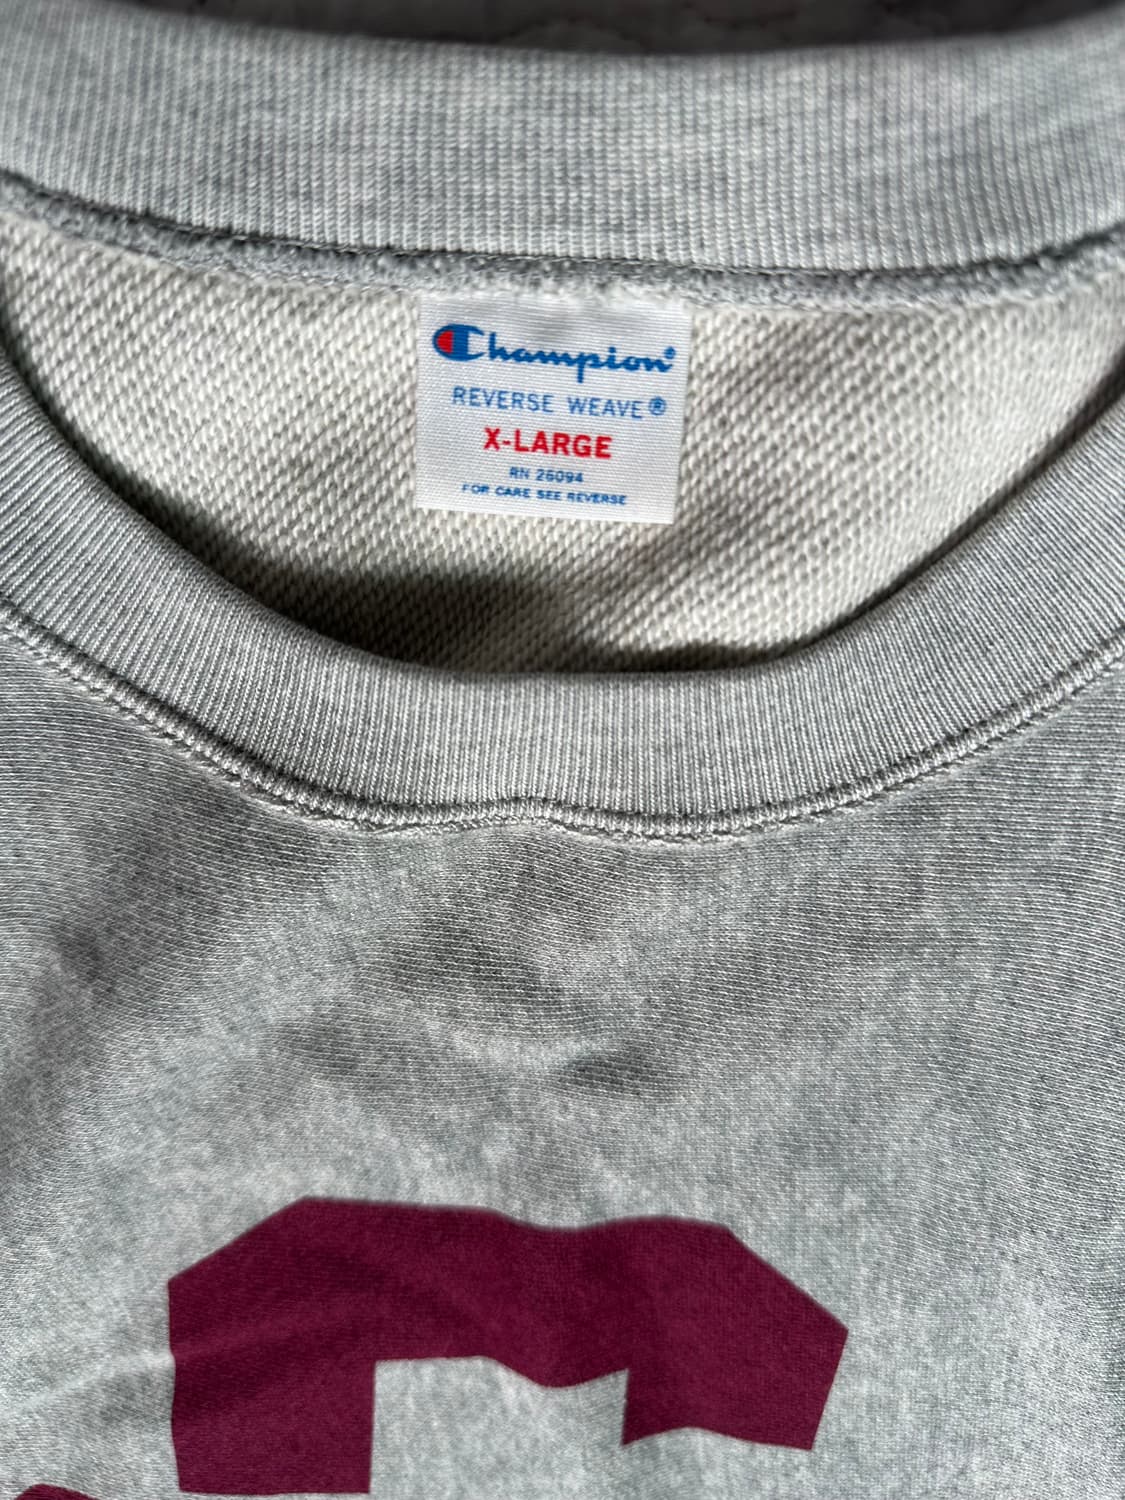 Champion®
REVERSE WEAVE®
X-LARGE
RN 26094
FOR CARE SEE REVERSE